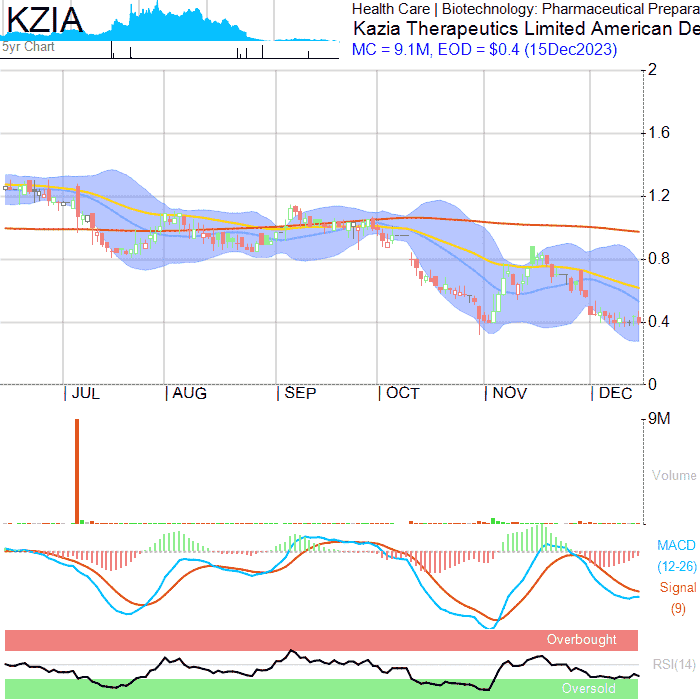 KZIA
5yr Chart
Health Care | Biotechnology: Pharmaceutical Prepara
Kazia Therapeutics Limited American De
MC = 9.1M, EOD = $0.4 (15Dec2023)
2
1.6
1.2
0.8
0.4
0
JUL AUG SEP OCT NOV DEC
9M
Volume
MACD
(12-26)
Signal
(9)
Overbought
RSI(14)
Oversold